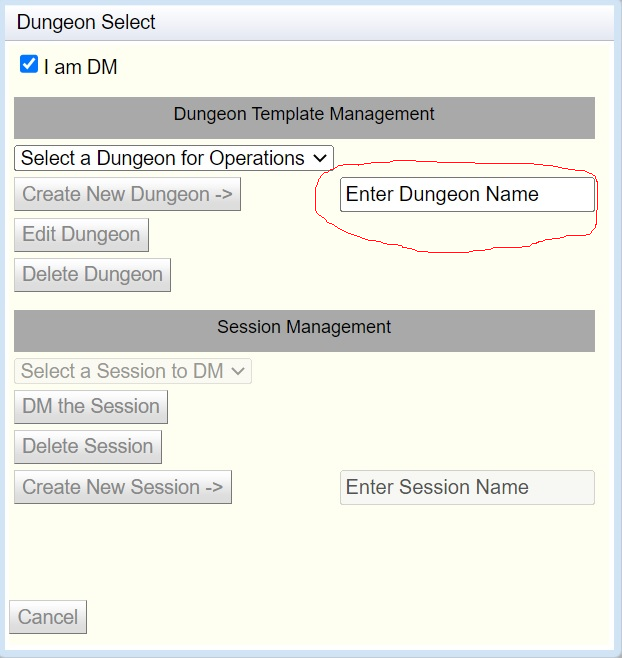 Dungeon Select
I am DM
Dungeon Template Management
Select a Dungeon for Operations
Create New Dungeon -> Enter Dungeon Name
Edit Dungeon
Delete Dungeon
Session Management
Select a Session to DM
DM the Session
Delete Session
Create New Session -> Enter Session Name
Cancel